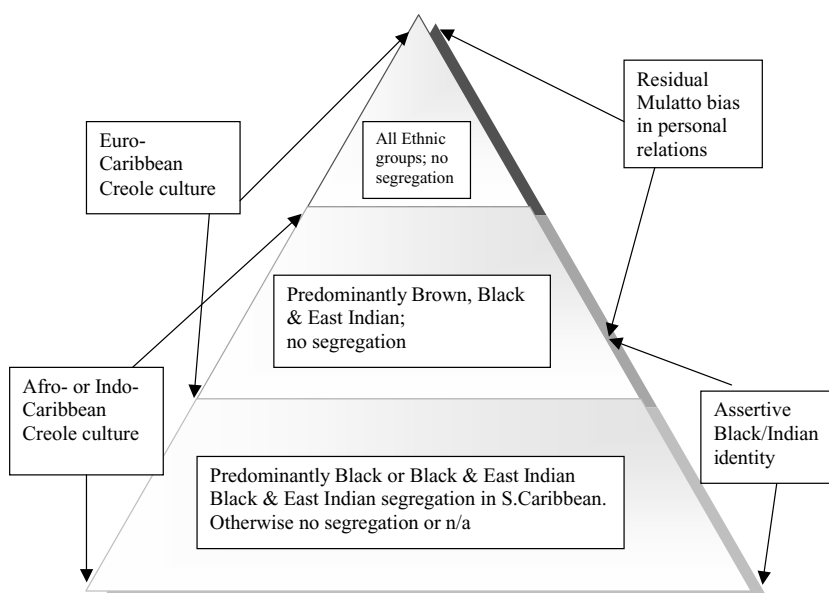 Euro-
Caribbean
Creole culture
All Ethnic
groups; no
segregation
Residual
Mulatto bias
in personal
relations
Predominantly Brown, Black
& East Indian;
no segregation
Afro- or Indo-
Caribbean
Creole culture
Assertive
Black/Indian
identity
Predominantly Black or Black & East Indian
Black & East Indian segregation in S.Caribbean.
Otherwise no segregation or n/a